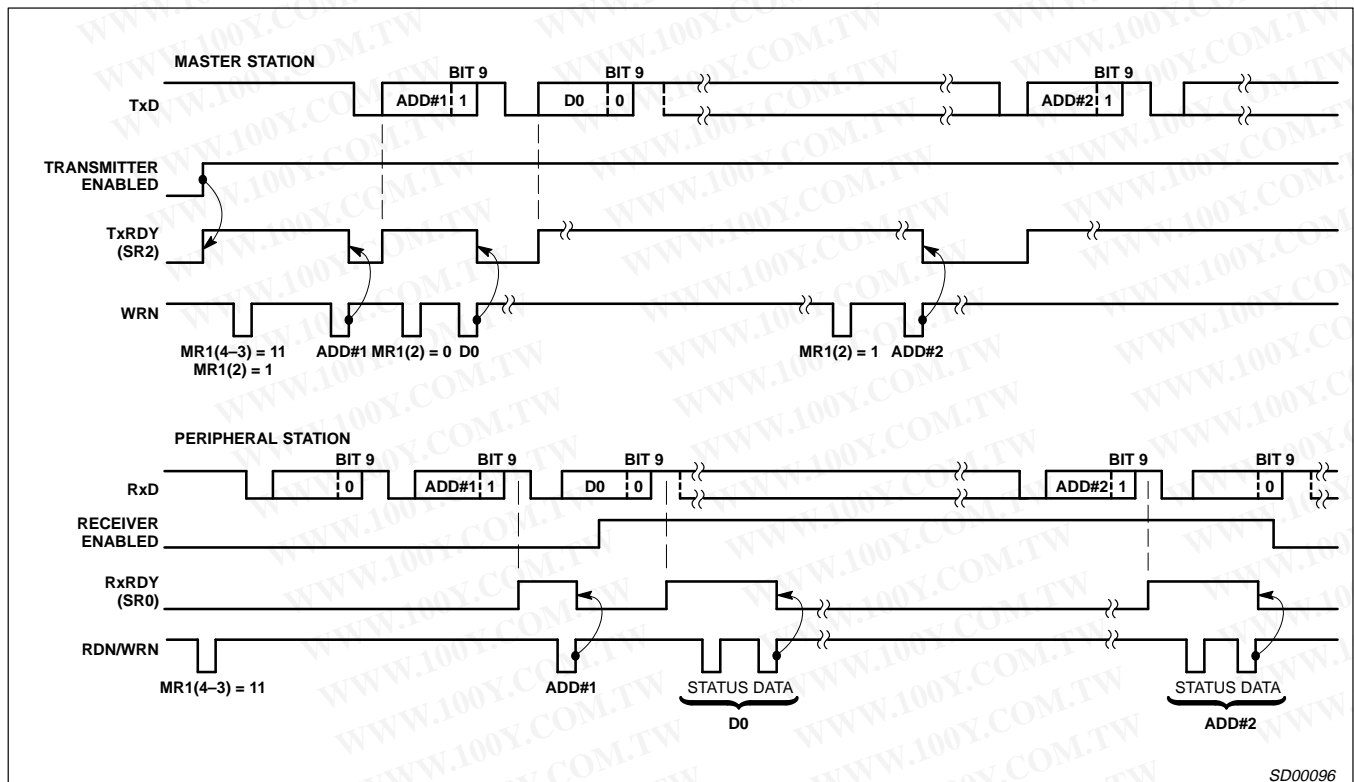 MASTER STATION
BIT 9 BIT 9 BIT 9
TxD ADD#1 1 D0 0 ADD#2 1
TRANSMITTER
ENABLED
TxRDY
(SR2)
WRN
MR1(4–3) = 11 ADD#1 MR1(2) = 0 D0 MR1(2) = 1 ADD#2
MR1(2) = 1
PERIPHERAL STATION
BIT 9 BIT 9 BIT 9 BIT 9 BIT 9
RxD 0 ADD#1 1 D0 0 ADD#2 1 0
RECEIVER
ENABLED
RxRDY
(SR0)
RDN/WRN
MR1(4–3) = 11 ADD#1 STATUS DATA STATUS DATA
D0 ADD#2
SD00096
WWW.100Y.COM.TW